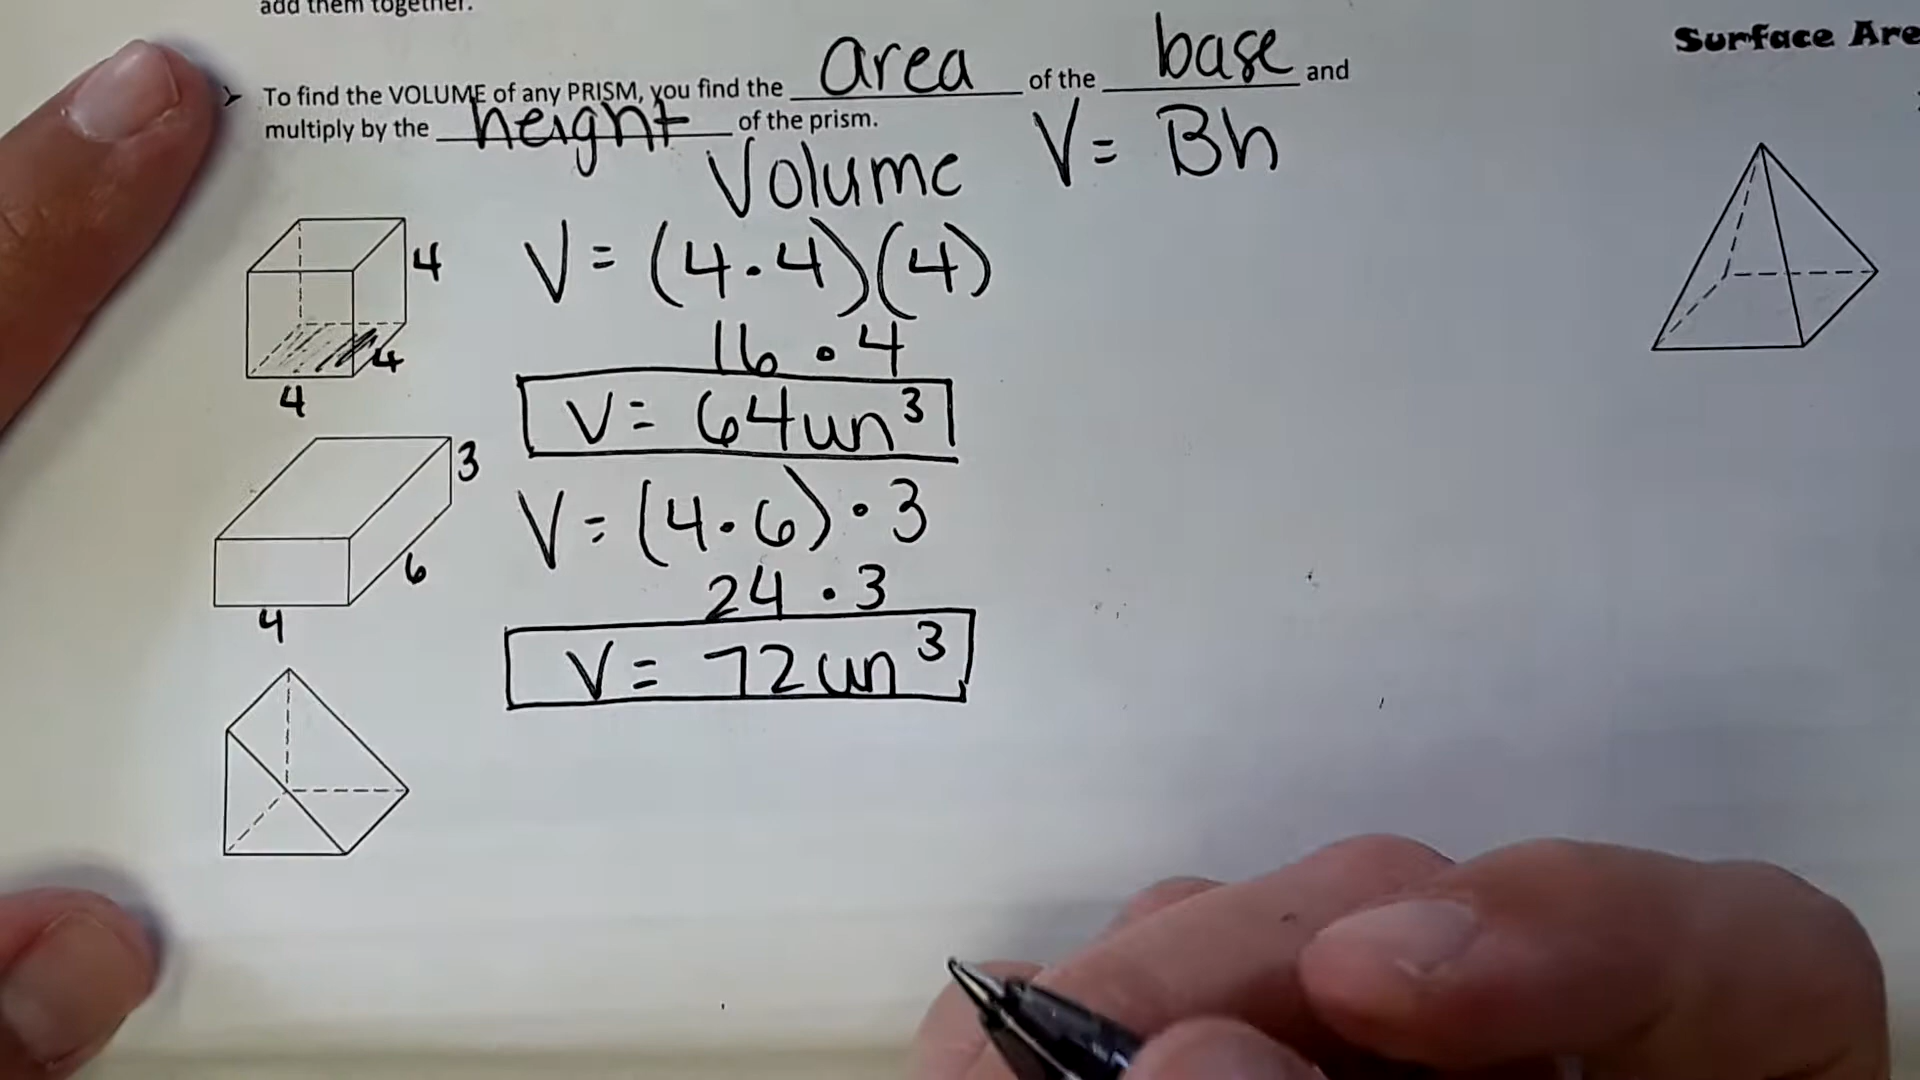 add them together.
➤ To find the VOLUME of any PRISM, you find the area of the base and
multiply by the height of the prism.
Volume V = Bh
4
4
4
V = (4 · 4)(4)
16 · 4
V = 64un³
3
6
4
V = (4 · 6) · 3
24 · 3
V = 72un³
Surface Are